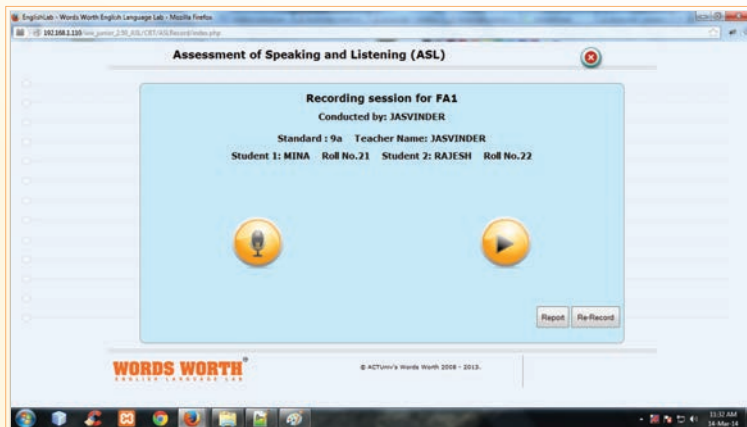 EnglishLab - Words Worth English Language Lab - Mozilla Firefox
Assessment of Speaking and Listening (ASL)
Recording session for FA1
Conducted by: JASVINDER
Standard : 9a Teacher Name: JASVINDER
Student 1: MINA Roll No.21 Student 2: RAJESH Roll No.22
Report Re-Record
WORDS WORTH®
ENGLISH LANGUAGE LAB
© ACTUniv's Words Worth 2008 - 2013.
11:32 AM
14-Mar-14